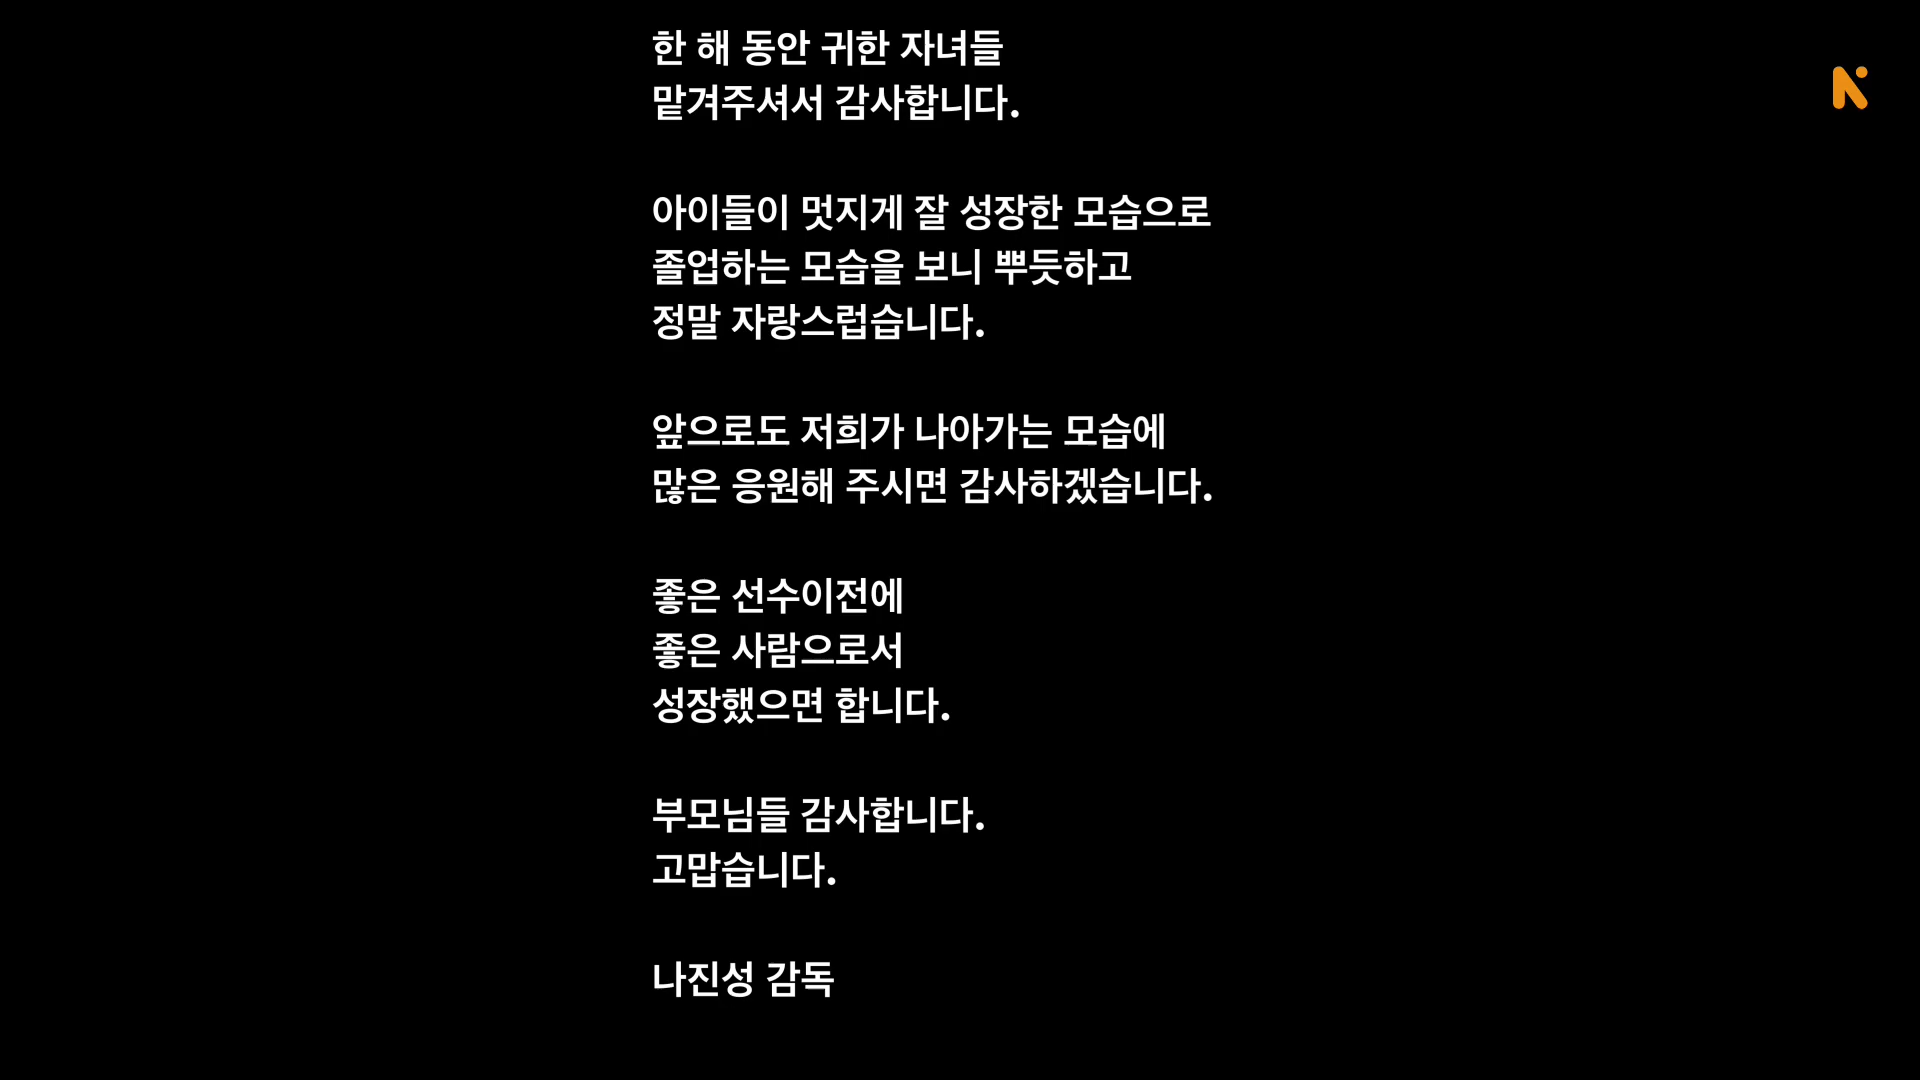 한 해 동안 귀한 자녀들
맡겨주셔서 감사합니다.
아이들이 멋지게 잘 성장한 모습으로
졸업하는 모습을 보니 뿌듯하고
정말 자랑스럽습니다.
앞으로도 저희가 나아가는 모습에
많은 응원해 주시면 감사하겠습니다.
좋은 선수이전에
좋은 사람으로서
성장했으면 합니다.
부모님들 감사합니다.
고맙습니다.
나진성 감독